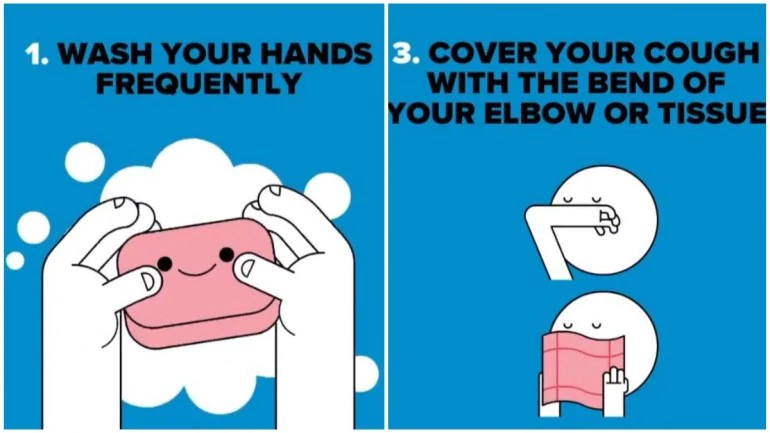 1. WASH YOUR HANDS
FREQUENTLY
3. COVER YOUR COUGH
WITH THE BEND OF
YOUR ELBOW OR TISSUE